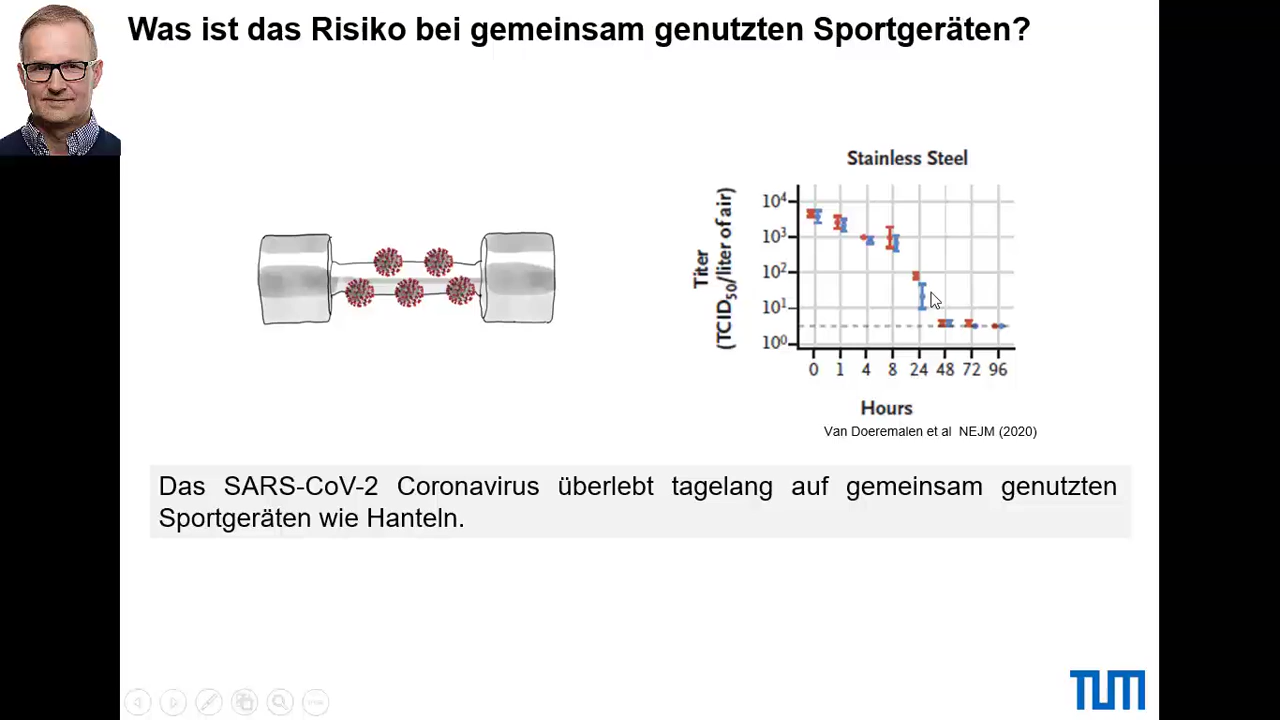 Was ist das Risiko bei gemeinsam genutzten Sportgeräten?
Stainless Steel
Titer
(TCID50/liter of air)
10⁴
10³
10²
10¹
10⁰
0 1 4 8 24 48 72 96
Hours
Van Doeremalen et al NEJM (2020)
Das SARS-CoV-2 Coronavirus überlebt tagelang auf gemeinsam genutzten
Sportgeräten wie Hanteln.
TUM